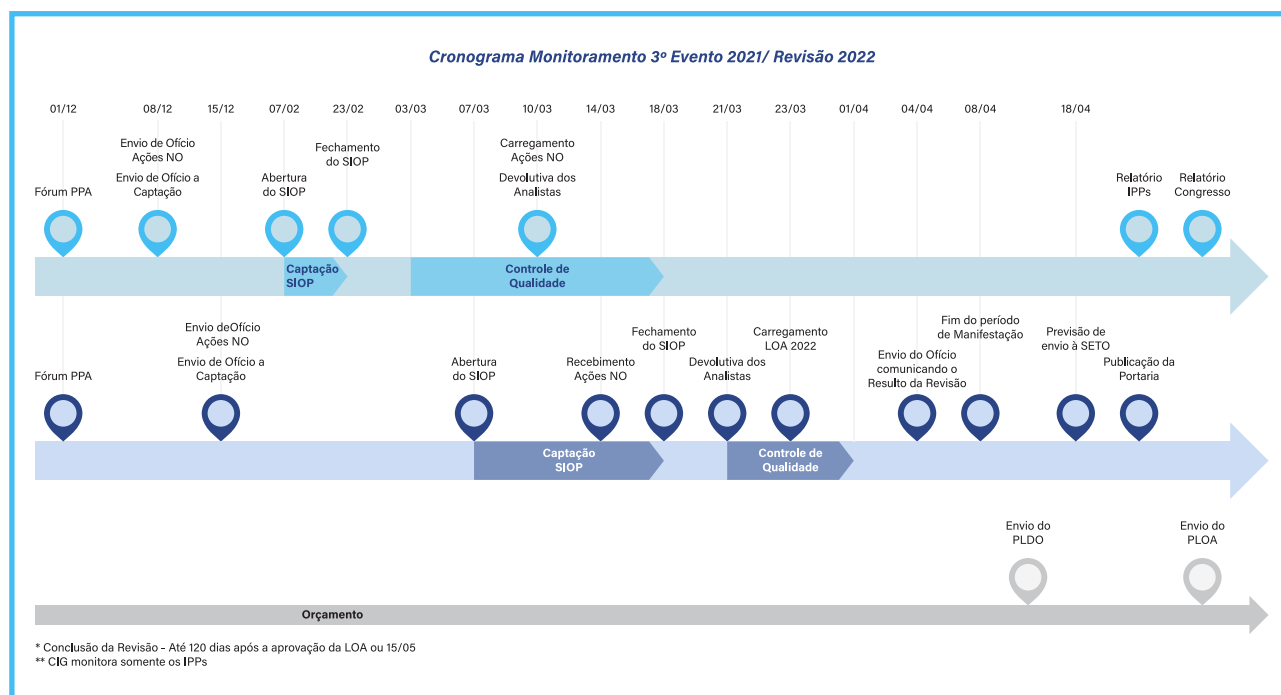 Cronograma Monitoramento 3º Evento 2021/ Revisão 2022
01/12
08/12
15/12
07/02
23/02
03/03
07/03
10/03
14/03
18/03
21/03
23/03
01/04
04/04
08/04
18/04
Fórum PPA
Envio de Ofício
Ações NO
Envio de Ofício a
Captação
Abertura
do SIOP
Fechamento
do SIOP
Carregamento
Ações NO
Devolutiva dos
Analistas
Relatório
IPPs
Relatório
Congresso
Captação
SIOP
Controle de
Qualidade
Fórum PPA
Envio deOfício
Ações NO
Envio de Ofício a
Captação
Abertura
do SIOP
Recebimento
Ações NO
Fechamento
do SIOP
Devolutiva dos
Analistas
Carregamento
LOA 2022
Envio do Ofício
comunicando o
Resulto da Revisão
Fim do período
de Manifestação
Previsão de
envio à SETO
Publicação da
Portaria
Captação
SIOP
Controle de
Qualidade
Envio do
PLDO
Envio do
PLOA
Orçamento
* Conclusão da Revisão – Até 120 dias após a aprovação da LOA ou 15/05
** CIG monitora somente os IPPs